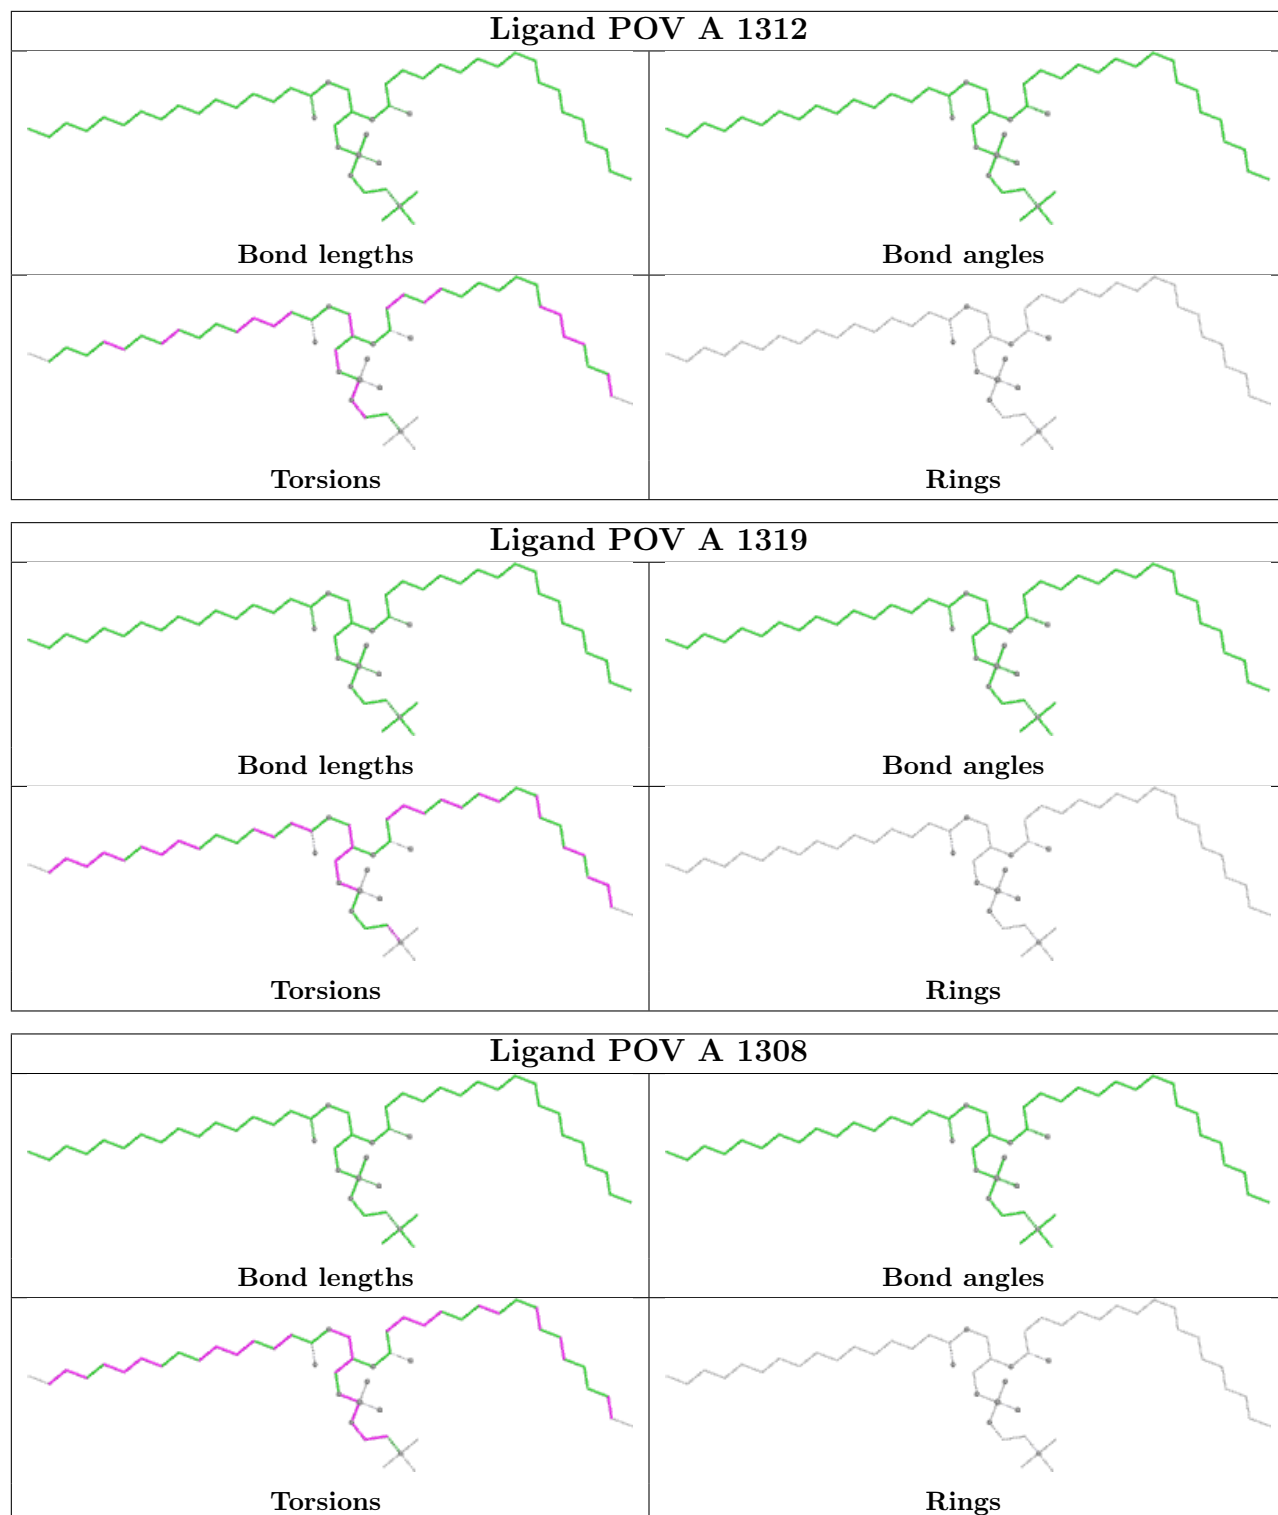 Ligand POV A 1312
Bond lengths
Bond angles
Torsions
Rings
Ligand POV A 1319
Bond lengths
Bond angles
Torsions
Rings
Ligand POV A 1308
Bond lengths
Bond angles
Torsions
Rings